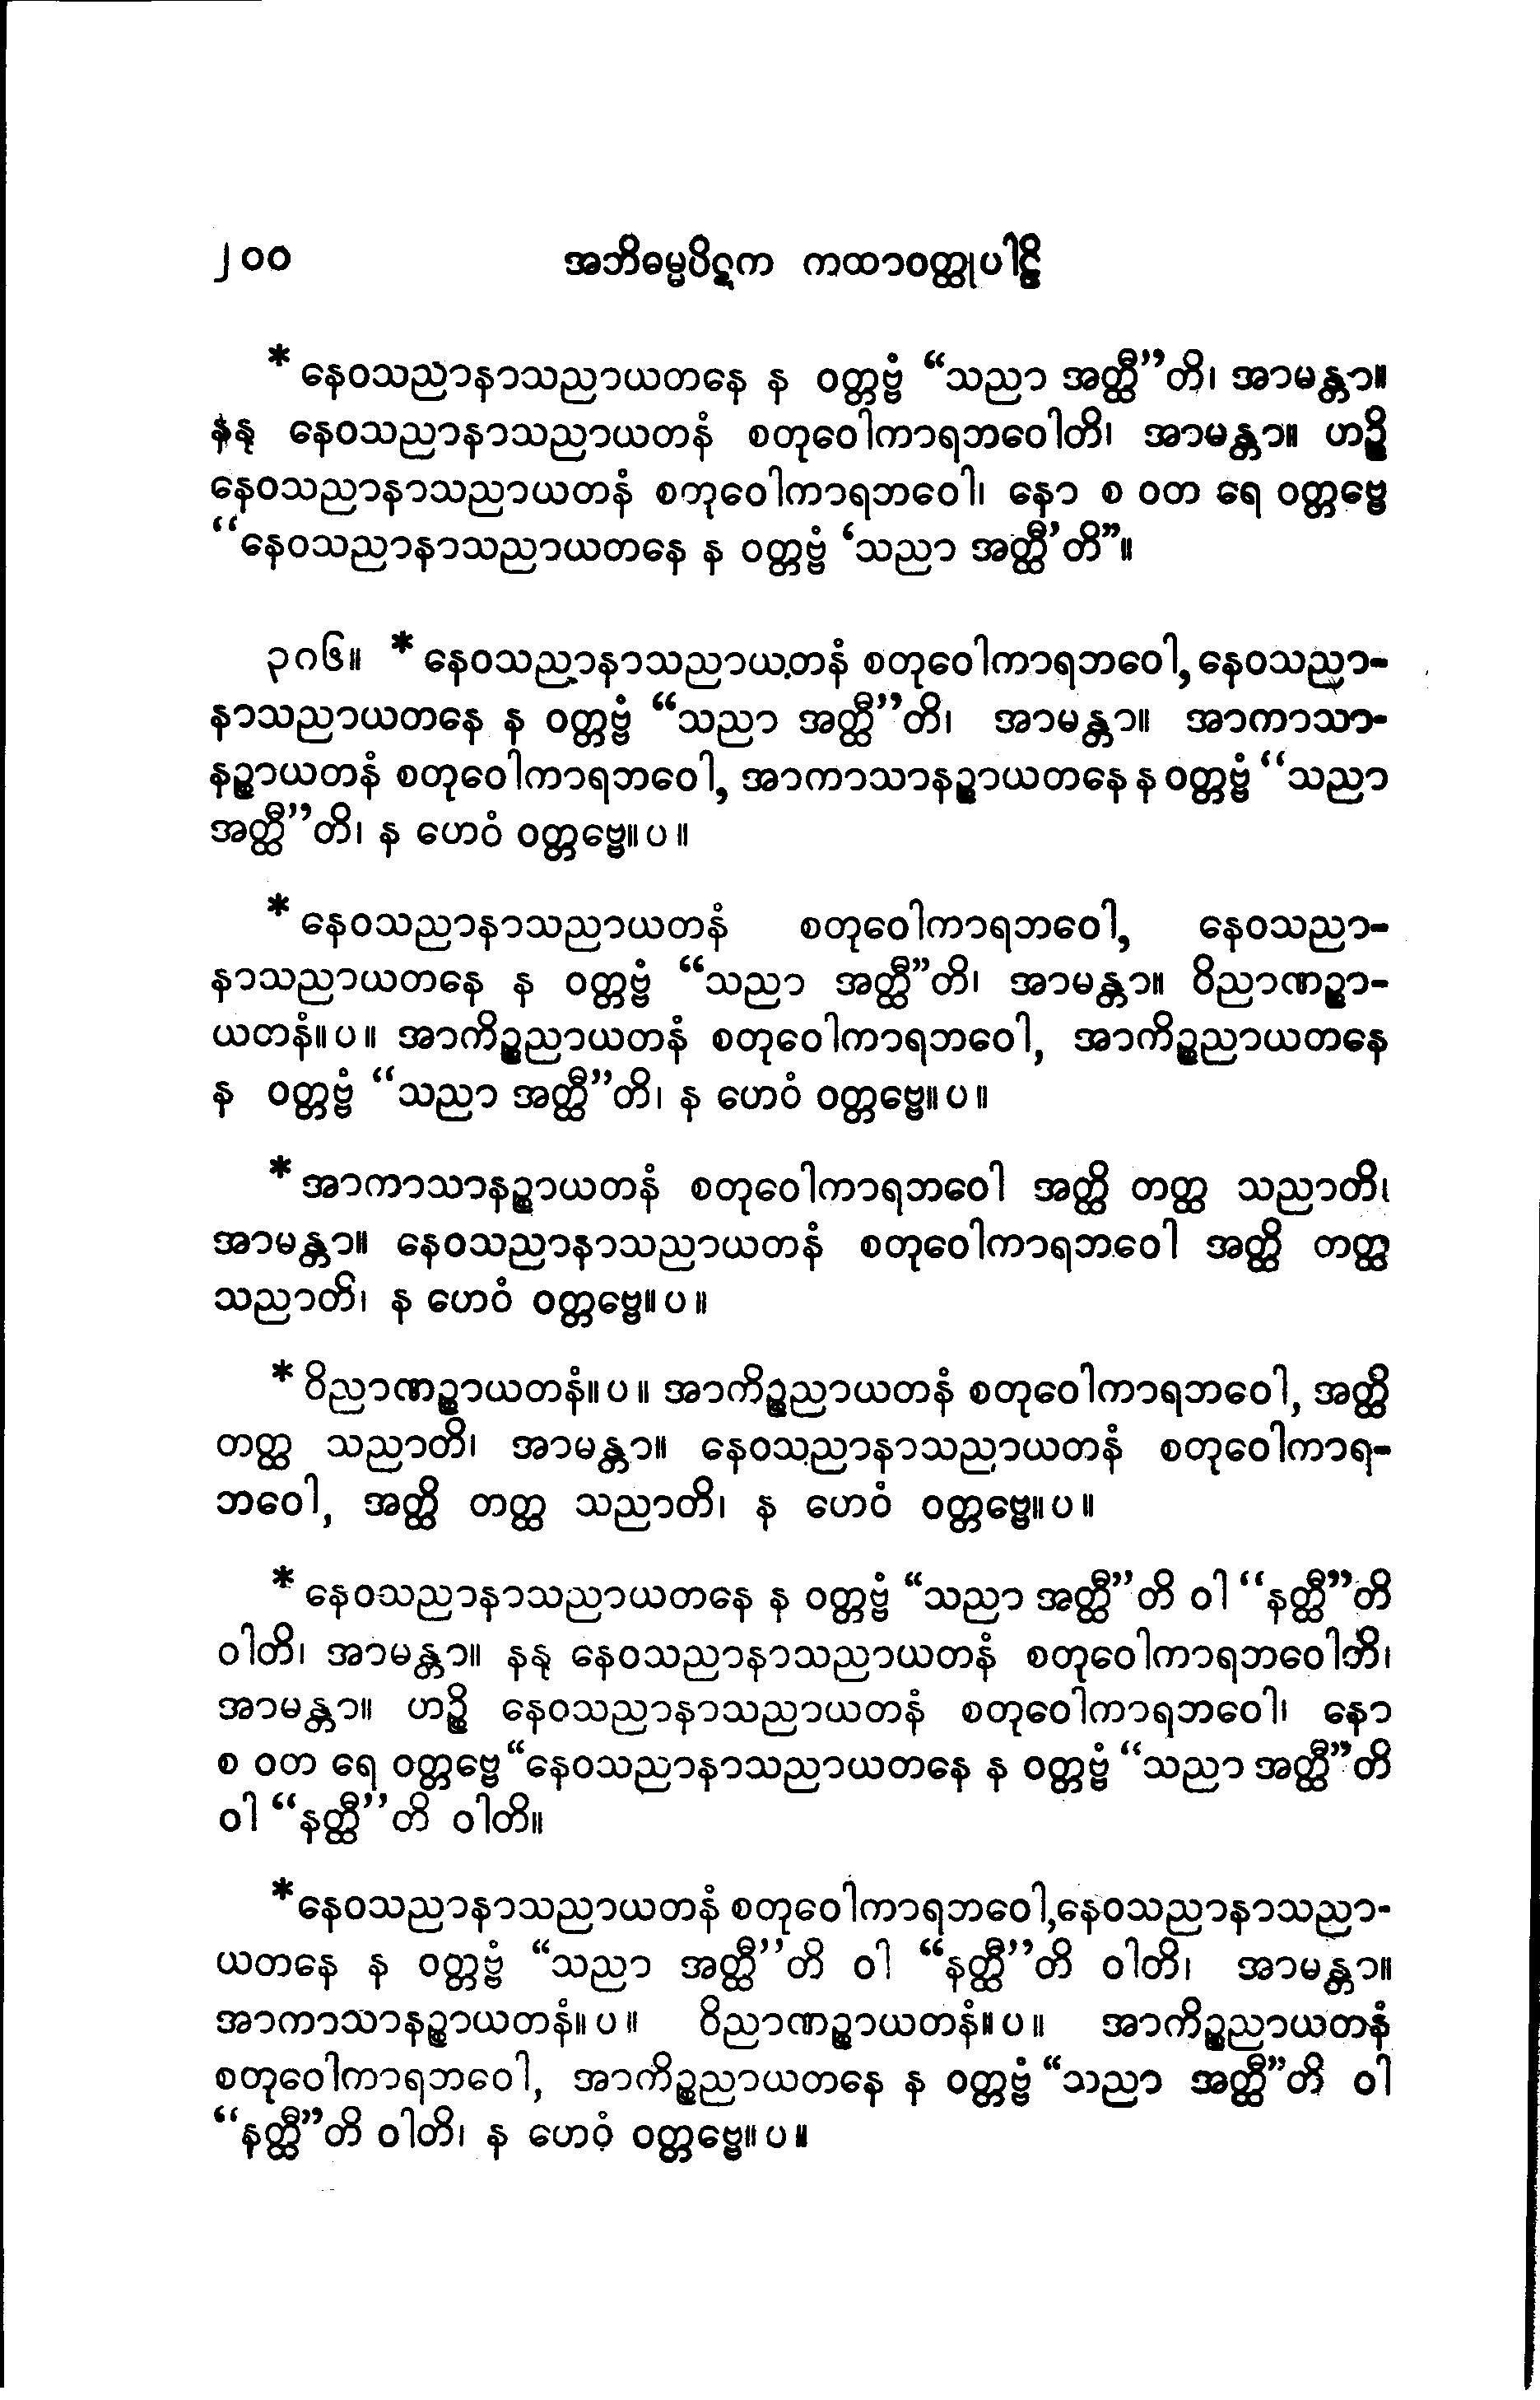 ၂၀၀ အဘိဓမ္မပိဋက ကထာဝတ္ထုပါဠိ
* နေဝသညာနာသညာယတနေ န ဝတ္တဗ္ဗံ “သညာ အတ္ထီ”တိ၊ အာမန္တာ။
နနု နေဝသညာနာသညာယတနံ စတုဝေါကာရဘဝေါတိ၊ အာမန္တာ။ ဟဉ္စိ
နေဝသညာနာသညာယတနံ စတုဝေါကာရဘဝေါ၊ နော စ ဝတ ရေ ဝတ္တဗ္ဗေ
“နေဝသညာနာသညာယတနေ န ဝတ္တဗ္ဗံ ‘သညာ အတ္ထီ’တိ”။
၃၈၆။ * နေဝသညာနာသညာယတနံ စတုဝေါကာရဘဝေါ, နေဝသညာ-
နာသညာယတနေ န ဝတ္တဗ္ဗံ “သညာ အတ္ထီ”တိ၊ အာမန္တာ။ အာကာသာ-
နဉ္စာယတနံ စတုဝေါကာရဘဝေါ, အာကာသာနဉ္စာယတနေ န ဝတ္တဗ္ဗံ “သညာ
အတ္ထီ”တိ၊ န ဟေဝံ ဝတ္တဗ္ဗေ။ပ။
* နေဝသညာနာသညာယတနံ စတုဝေါကာရဘဝေါ, နေဝသညာ-
နာသညာယတနေ န ဝတ္တဗ္ဗံ “သညာ အတ္ထီ”တိ၊ အာမန္တာ။ ဝိညာဏဉ္စာ-
ယတနံ။ပ။ အာကိဉ္စညာယတနံ စတုဝေါကာရဘဝေါ, အာကိဉ္စညာယတနေ
န ဝတ္တဗ္ဗံ “သညာ အတ္ထီ”တိ၊ န ဟေဝံ ဝတ္တဗ္ဗေ။ပ။
* အာကာသာနဉ္စာယတနံ စတုဝေါကာရဘဝေါ အတ္ထိ တတ္ထ သညာတိ၊
အာမန္တာ။ နေဝသညာနာသညာယတနံ စတုဝေါကာရဘဝေါ အတ္ထိ တတ္ထ
သညာတိ၊ န ဟေဝံ ဝတ္တဗ္ဗေ။ပ။
* ဝိညာဏဉ္စာယတနံ။ပ။ အာကိဉ္စညာယတနံ စတုဝေါကာရဘဝေါ, အတ္ထိ
တတ္ထ သညာတိ၊ အာမန္တာ။ နေဝသညာနာသညာယတနံ စတုဝေါကာရ-
ဘဝေါ, အတ္ထိ တတ္ထ သညာတိ၊ န ဟေဝံ ဝတ္တဗ္ဗေ။ပ။
* နေဝသညာနာသညာယတနေ န ဝတ္တဗ္ဗံ “သညာ အတ္ထီ”တိ ဝါ “နတ္ထီ”တိ
ဝါတိ၊ အာမန္တာ။ နနု နေဝသညာနာသညာယတနံ စတုဝေါကာရဘဝေါတိ၊
အာမန္တာ။ ဟဉ္စိ နေဝသညာနာသညာယတနံ စတုဝေါကာရဘဝေါ၊ နော
စ ဝတ ရေ ဝတ္တဗ္ဗေ “နေဝသညာနာသညာယတနေ န ဝတ္တဗ္ဗံ “သညာ အတ္ထီ”တိ
ဝါ “နတ္ထီ”တိ ဝါတိ။
* နေဝသညာနာသညာယတနံ စတုဝေါကာရဘဝေါ,နေဝသညာနာသညာ-
ယတနေ န ဝတ္တဗ္ဗံ “သညာ အတ္ထီ”တိ ဝါ “နတ္ထီ”တိ ဝါတိ၊ အာမန္တာ။
အာကာသာနဉ္စာယတနံ။ပ။ ဝိညာဏဉ္စာယတနံ။ပ။ အာကိဉ္စညာယတနံ
စတုဝေါကာရဘဝေါ, အာကိဉ္စညာယတနေ န ဝတ္တဗ္ဗံ “သညာ အတ္ထီ”တိ ဝါ
“နတ္ထီ”တိ ဝါတိ၊ န ဟေဝံ ဝတ္တဗ္ဗေ။ပ။